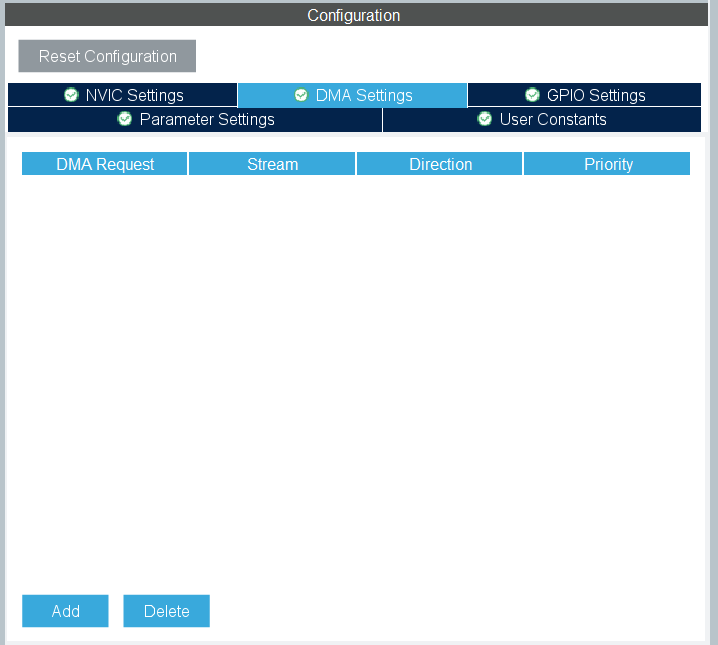 Configuration
Reset Configuration
NVIC Settings DMA Settings GPIO Settings
Parameter Settings User Constants
DMA Request Stream Direction Priority
Add Delete